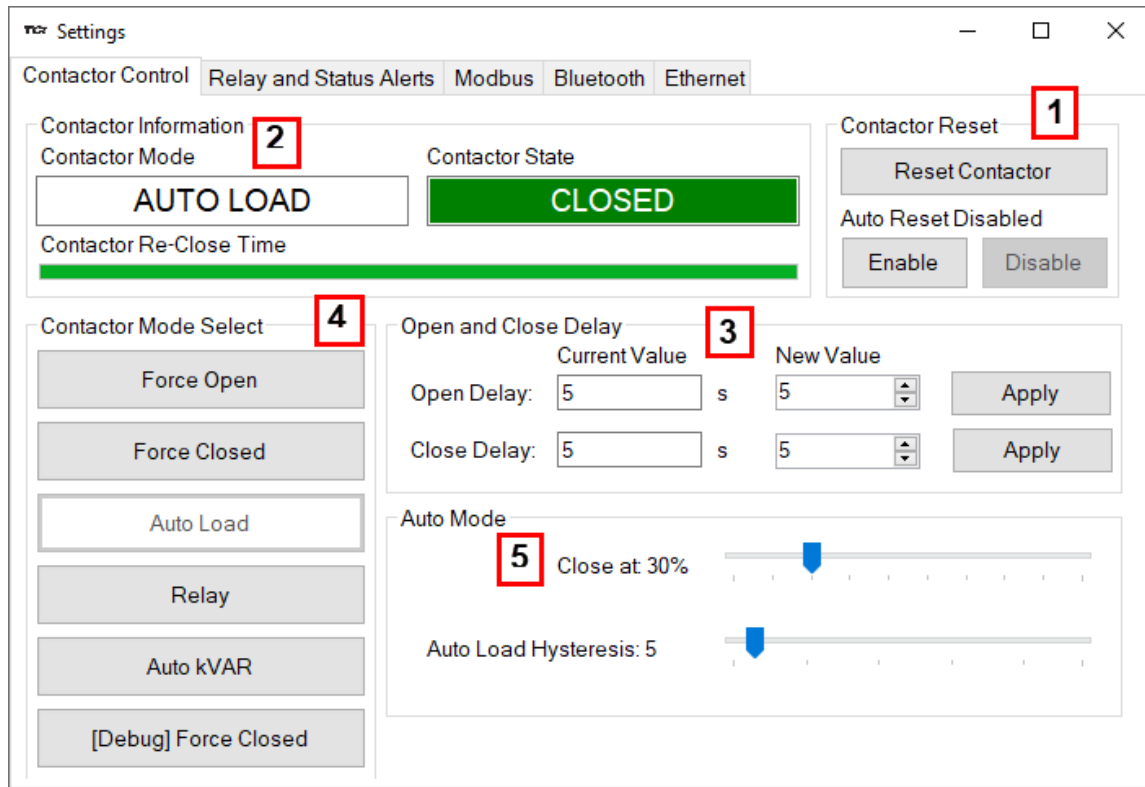 TCI Settings
Contactor Control Relay and Status Alerts Modbus Bluetooth Ethernet
Contactor Information 2
Contactor Mode Contactor State
AUTO LOAD CLOSED
Contactor Re-Close Time
Contactor Reset 1
Reset Contactor
Auto Reset Disabled
Enable Disable
Contactor Mode Select 4
Force Open
Force Closed
Auto Load
Relay
Auto kVAR
[Debug] Force Closed
Open and Close Delay 3
Current Value New Value
Open Delay: 5 s 5 Apply
Close Delay: 5 s 5 Apply
Auto Mode
5 Close at: 30%
Auto Load Hysteresis: 5